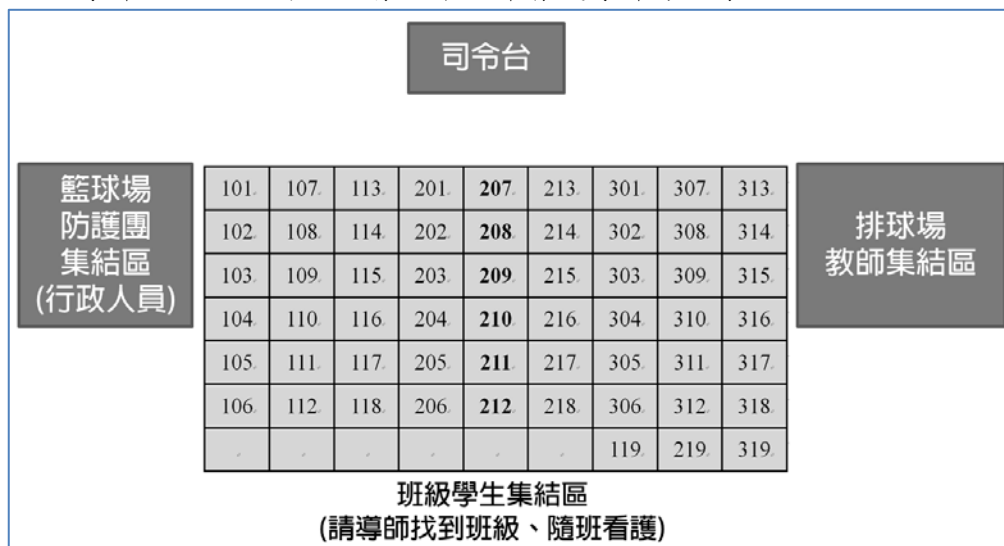 司令台
籃球場
防護團
集結區
(行政人員)
101 107 113 201 207 213 301 307 313
102 108 114 202 208 214 302 308 314
103 109 115 203 209 215 303 309 315
104 110 116 204 210 216 304 310 316
105 111 117 205 211 217 305 311 317
106 112 118 206 212 218 306 312 318
119 219 319
排球場
教師集結區
班級學生集結區
(請導師找到班級、隨班看護)